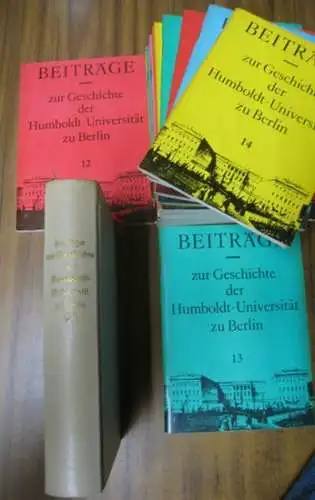 BEITRÄGE
zur Geschichte
der
Humboldt-Universität
zu Berlin
12
BEITRÄGE
zur Geschichte
der
Humboldt-Universität
zu Berlin
14
BEITRÄGE
zur Geschichte
der
Humboldt-Universität
zu Berlin
13